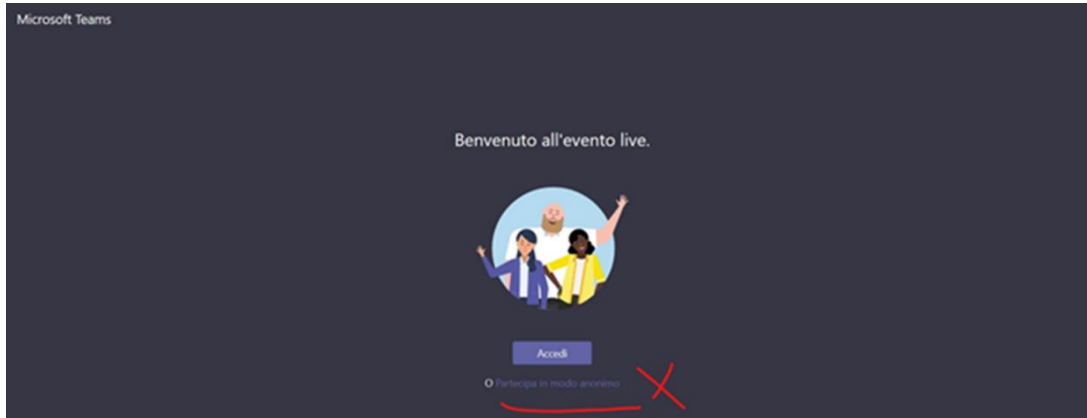 Microsoft Teams
Benvenuto all'evento live.
Accedi
O Partecipa in modo anonimo